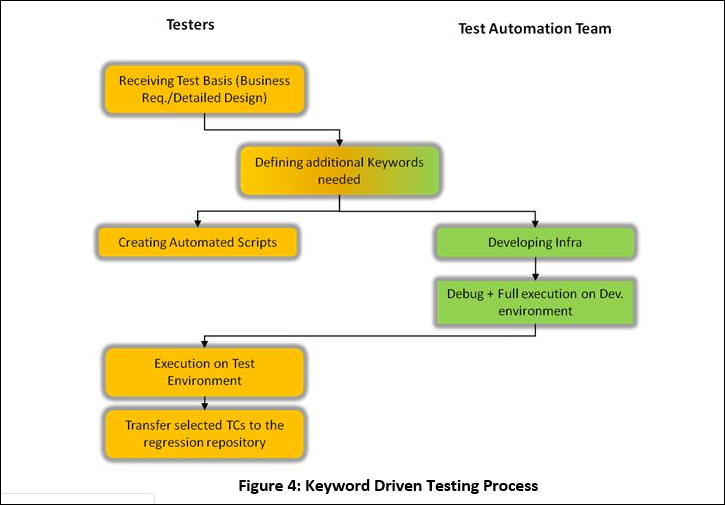 Testers
Test Automation Team
Receiving Test Basis (Business
Req./Detailed Design)
Defining additional Keywords
needed
Creating Automated Scripts
Developing Infra
Debug + Full execution on Dev.
environment
Execution on Test
Environment
Transfer selected TCs to the
regression repository
Figure 4: Keyword Driven Testing Process